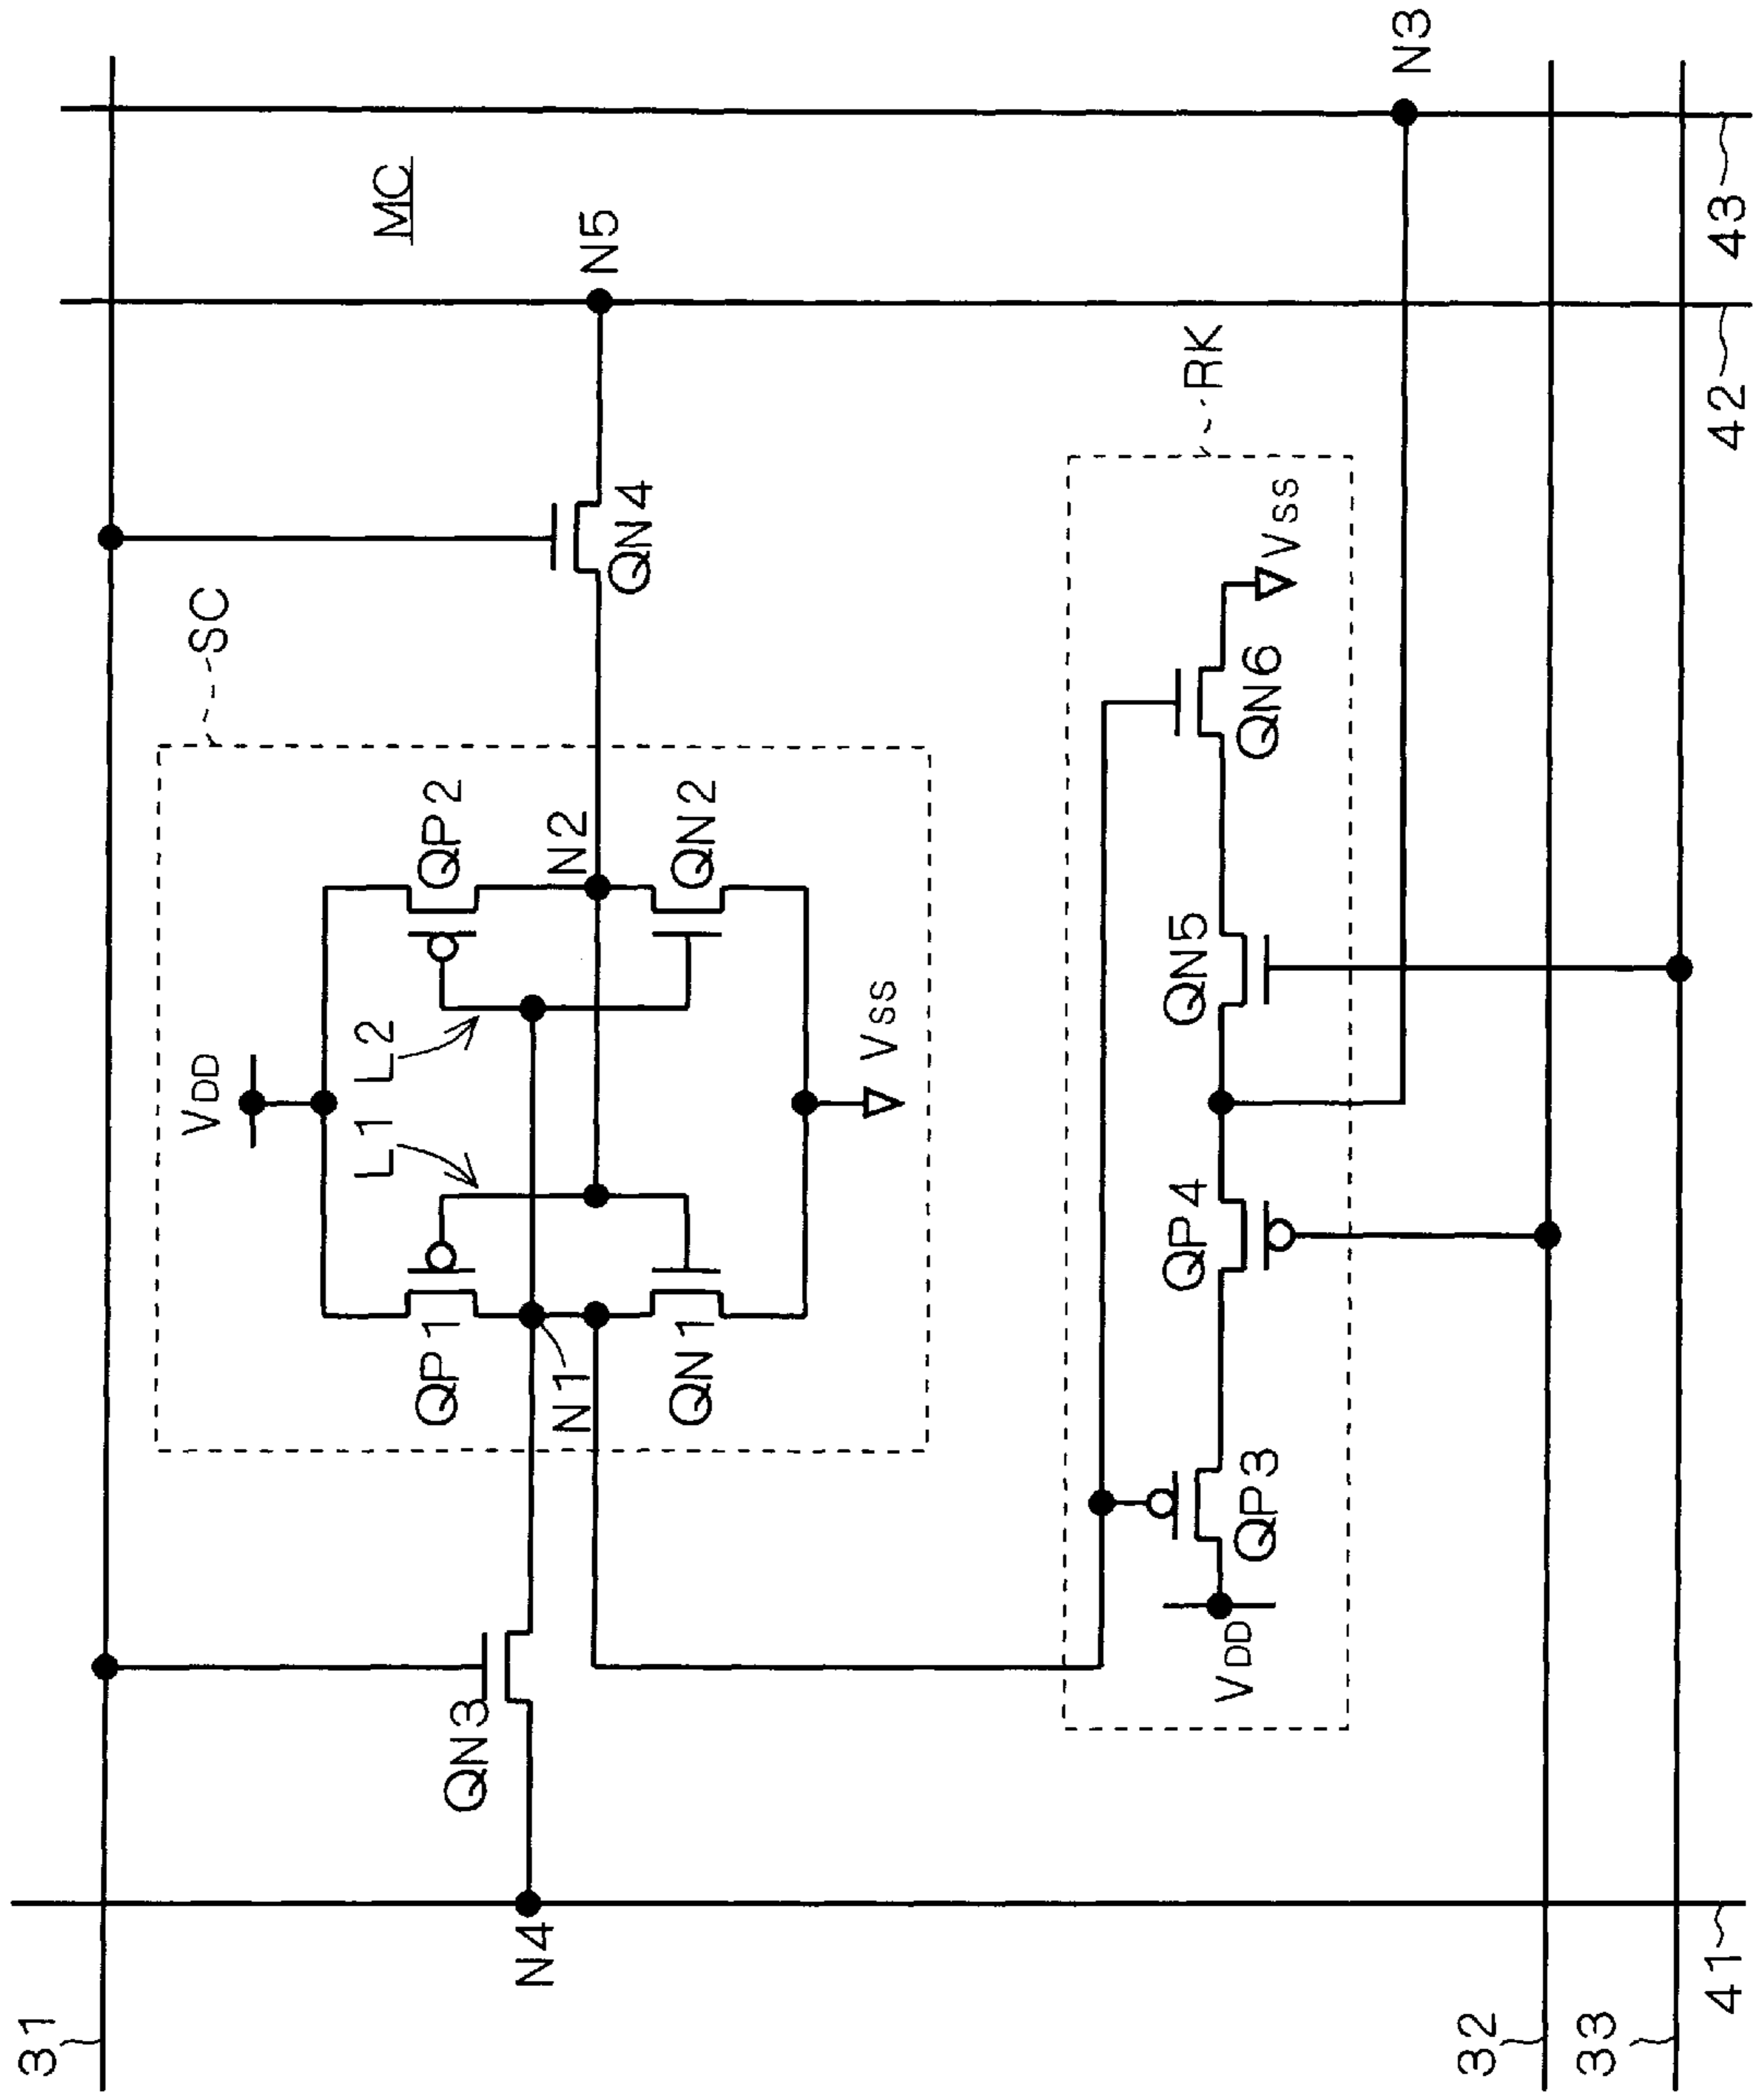 31
MC
N3
N5
SC
QN4
RK
VDD
QP2
N2
QN2
L2
L1
QP1
N1
QN1
VSS
QN3
N4
VSS
QN6
QN5
QP4
QP3
VDD
32
33
41
42
43